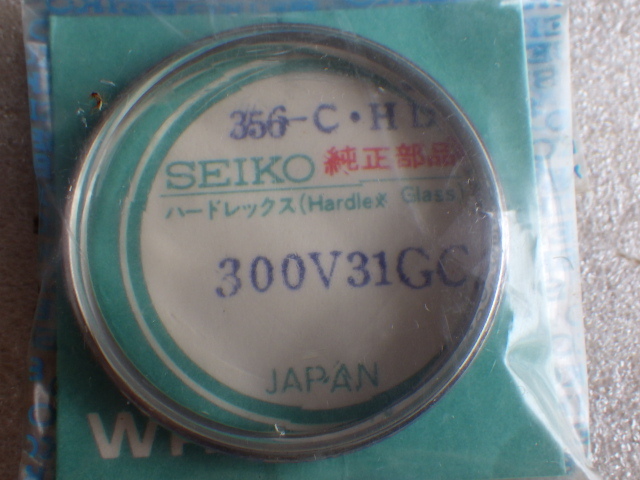 356-C・HD
SEIKO 純正部品
ハードレックス(Hardlex Glass)
300V31GC
JAPAN